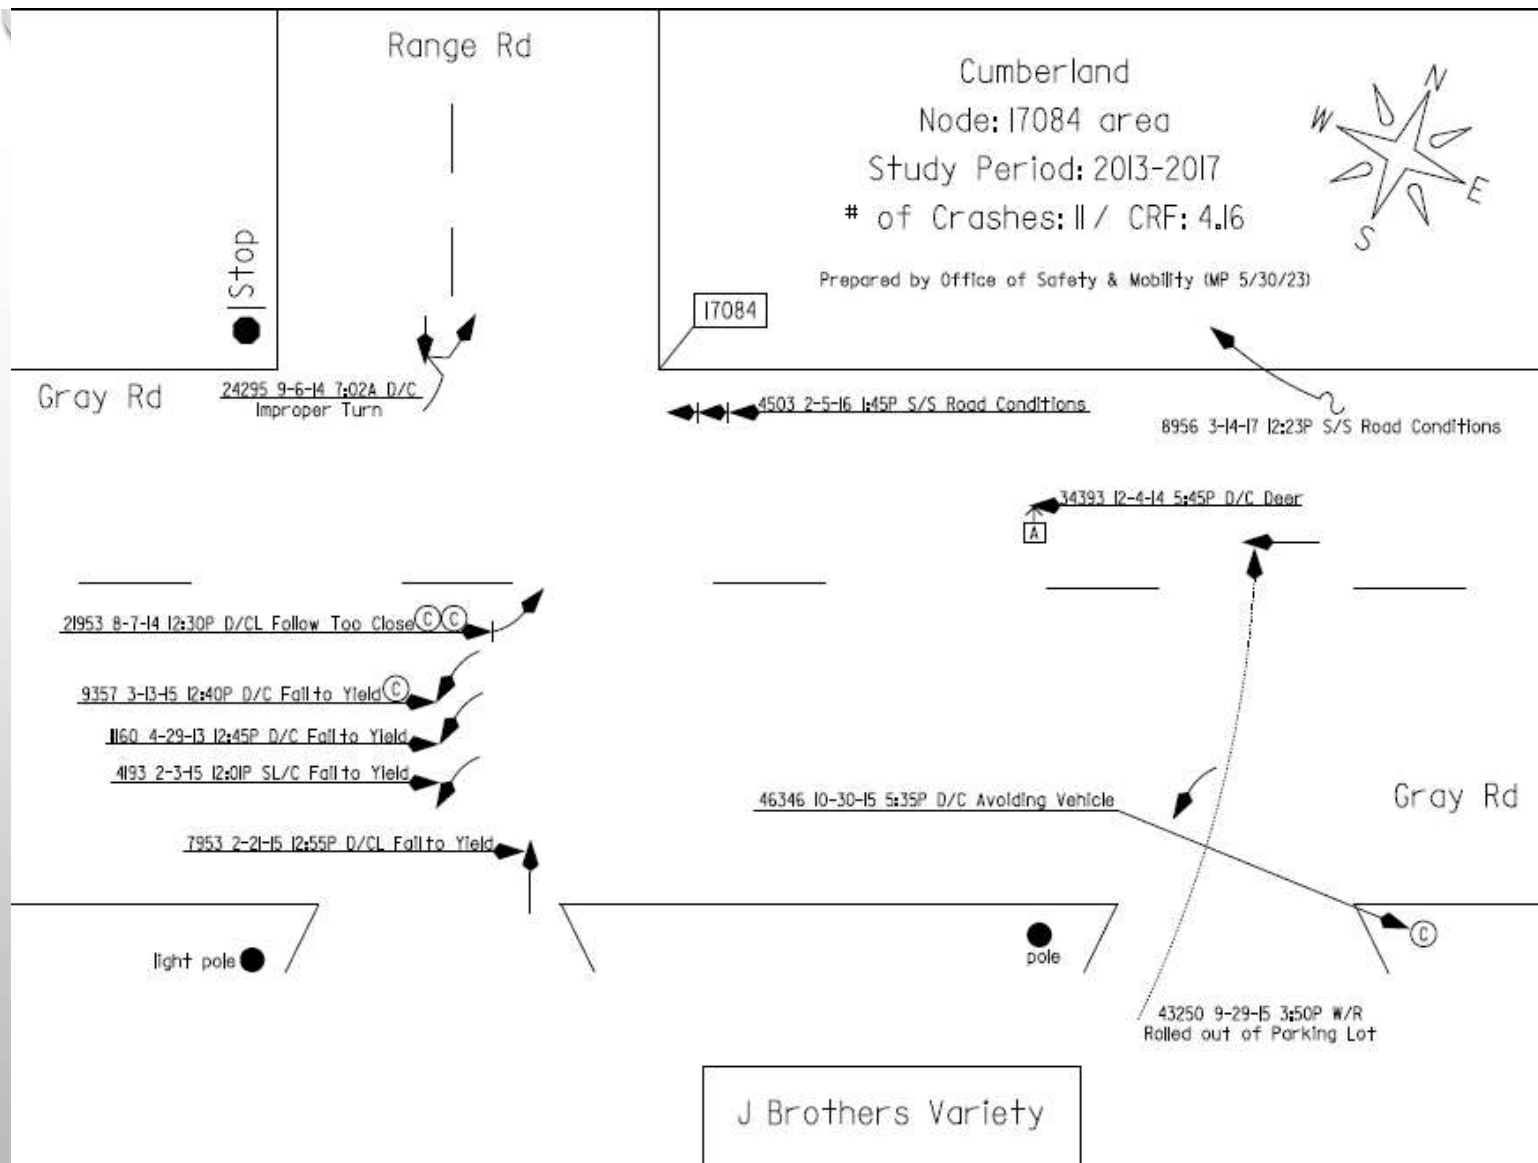 Range Rd
Cumberland
Node: 17084 area
Study Period: 2013-2017
# of Crashes: 11 / CRF: 4.16
Prepared by Office of Safety & Mobility (MP 5/30/23)
N
W
E
S
Stop
17084
Gray Rd
24295 9-6-14 7:02A D/C
Improper Turn
4503 2-5-16 1:45P S/S Road Conditions
8956 3-14-17 12:23P S/S Road Conditions
34393 12-4-14 5:45P D/C Deer
A
21953 8-7-14 12:30P D/CL Follow Too Close C C
9357 3-13-15 12:40P D/C Fail to Yield C
1160 4-29-13 12:45P D/C Fail to Yield
4193 2-3-15 12:01P SL/C Fail to Yield
46346 10-30-15 5:35P D/C Avoiding Vehicle
Gray Rd
7953 2-21-15 12:55P D/CL Fail to Yield
C
light pole
pole
43250 9-29-15 3:50P W/R
Rolled out of Parking Lot
J Brothers Variety